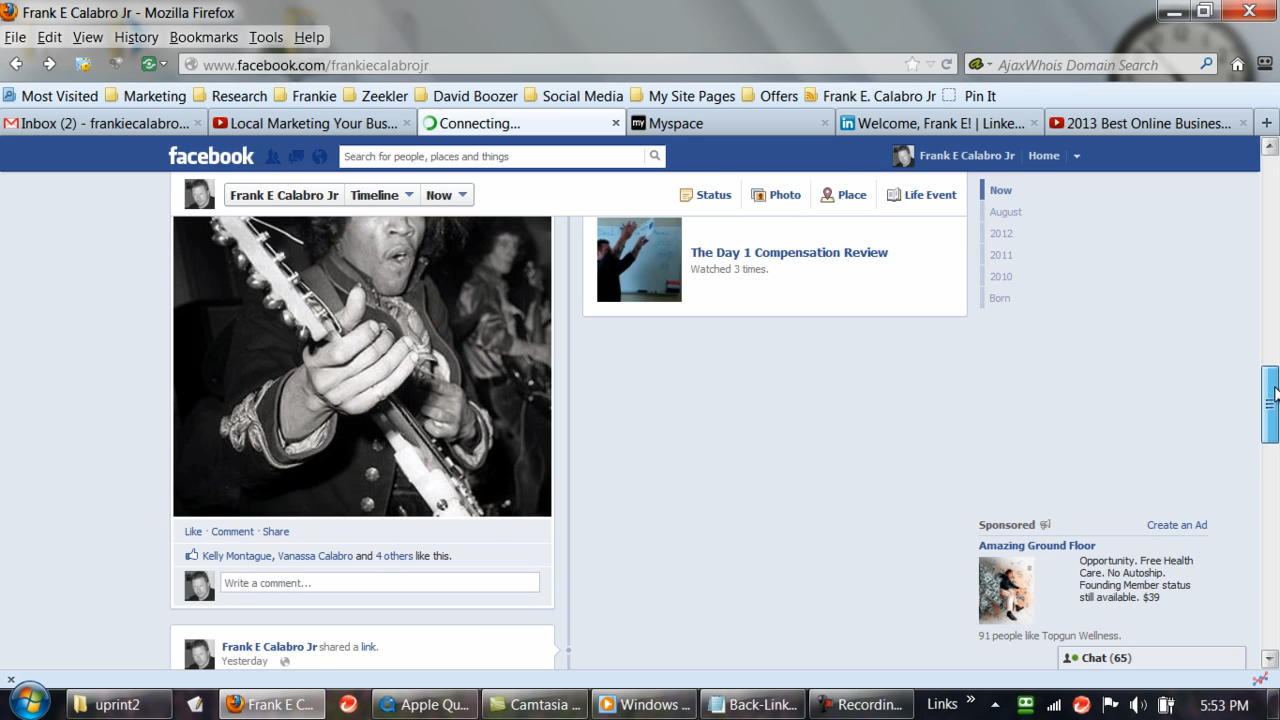 Frank E Calabro Jr - Mozilla Firefox
File Edit View History Bookmarks Tools Help
www.facebook.com/frankiecalabrojr
AjaxWhois Domain Search
Most Visited Marketing Research Frankie Zeekler David Boozer Social Media My Site Pages Offers Frank E. Calabro Jr Pin It
Inbox (2) - frankiecalabro... Local Marketing Your Bus... Connecting... Myspace Welcome, Frank E! | Linke... 2013 Best Online Business...
facebook Search for people, places and things Frank E Calabro Jr Home
Frank E Calabro Jr Timeline Now Status Photo Place Life Event
Now
August
2012
2011
2010
Born
The Day 1 Compensation Review
Watched 3 times.
Like · Comment · Share
Kelly Montague, Vanassa Calabro and 4 others like this.
Write a comment...
Frank E Calabro Jr shared a link.
Yesterday
Sponsored Create an Ad
Amazing Ground Floor
Opportunity. Free Health
Care. No Autoship.
Founding Member status
still available. $39
91 people like Topgun Wellness.
Chat (65)
uprint2 Frank E C... Apple Qu... Camtasia ... Windows ... Back-Link... Recordin... Links » 5:53 PM